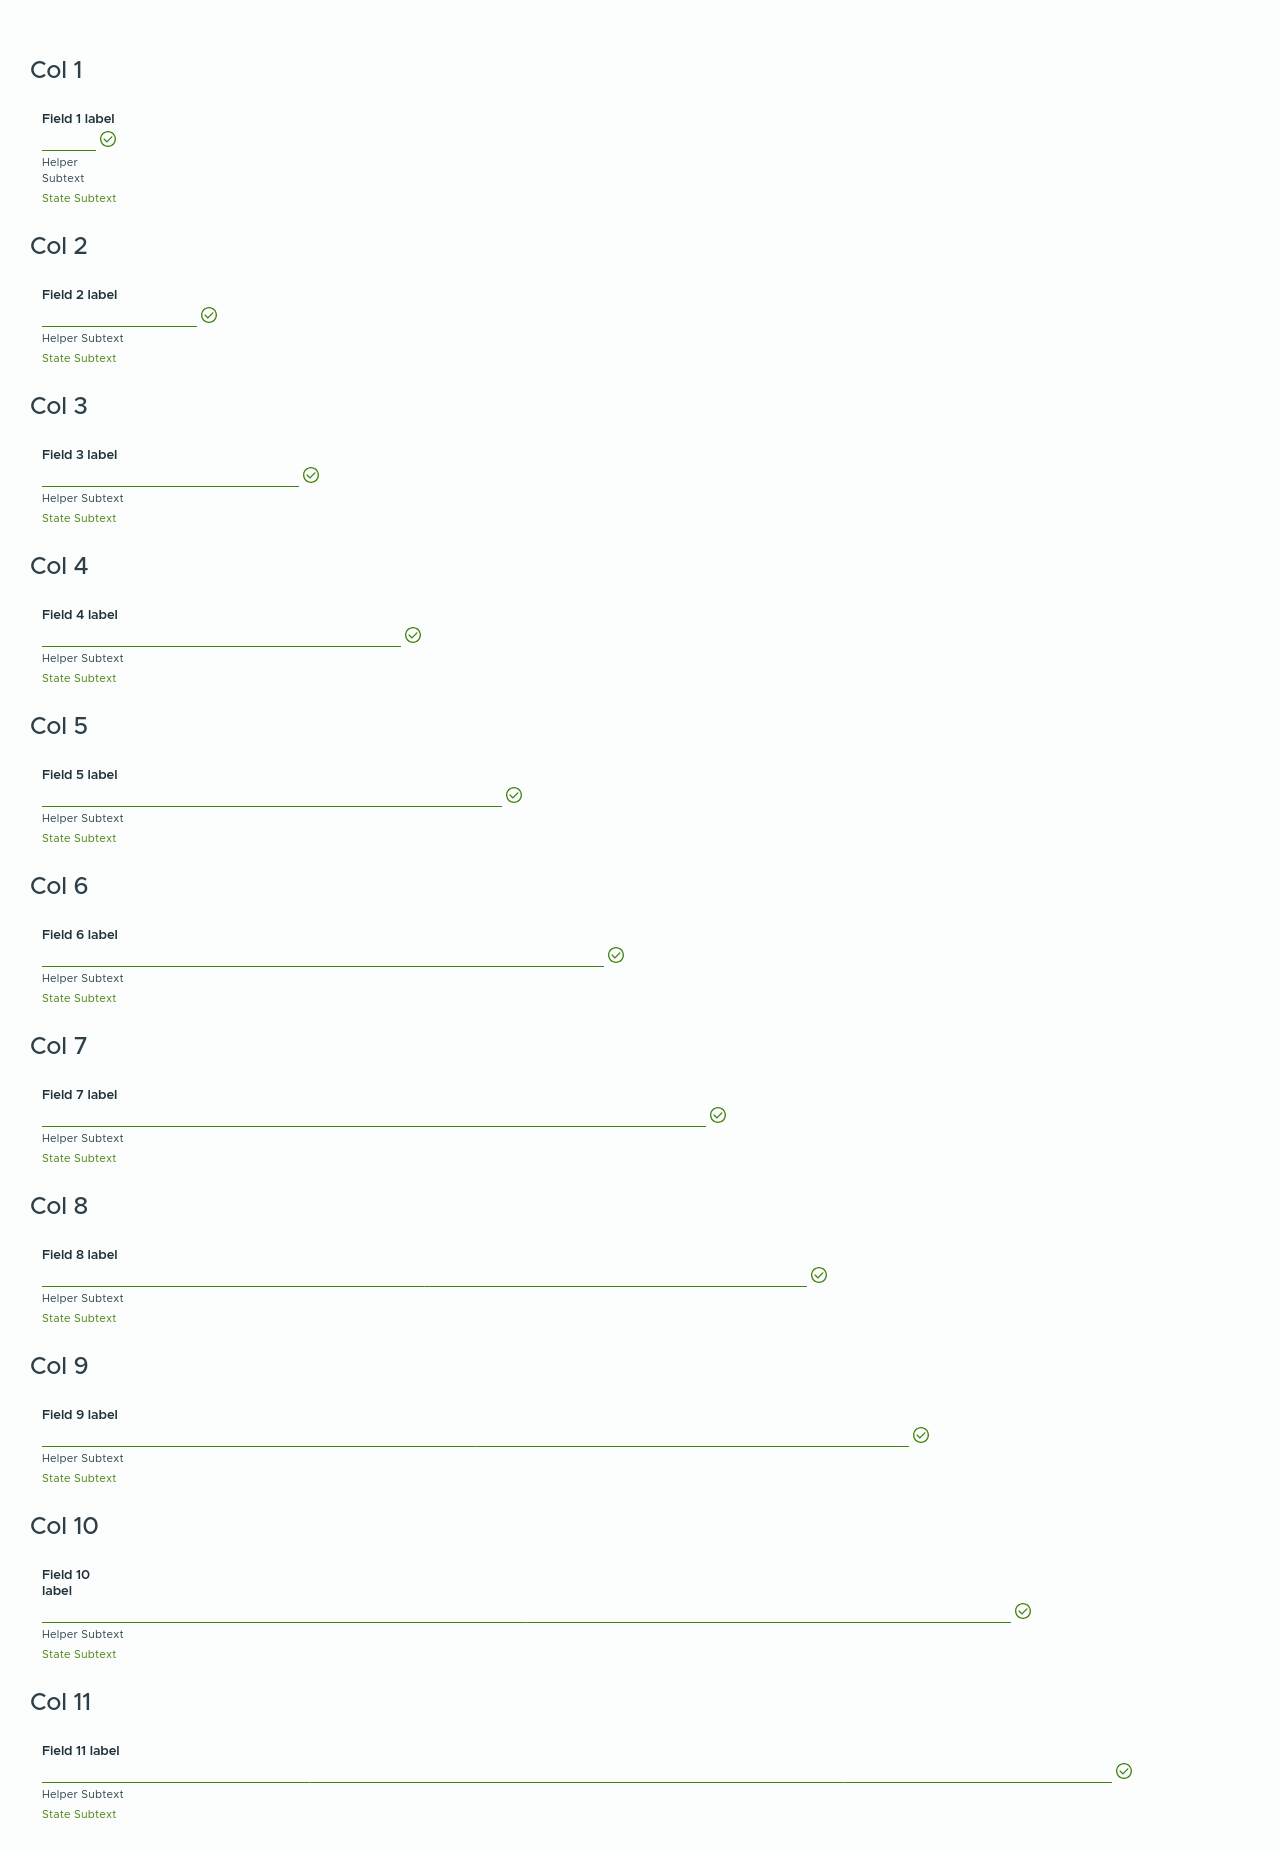 Col 1
Field 1 label
Helper
Subtext
State Subtext
Col 2
Field 2 label
Helper Subtext
State Subtext
Col 3
Field 3 label
Helper Subtext
State Subtext
Col 4
Field 4 label
Helper Subtext
State Subtext
Col 5
Field 5 label
Helper Subtext
State Subtext
Col 6
Field 6 label
Helper Subtext
State Subtext
Col 7
Field 7 label
Helper Subtext
State Subtext
Col 8
Field 8 label
Helper Subtext
State Subtext
Col 9
Field 9 label
Helper Subtext
State Subtext
Col 10
Field 10
label
Helper Subtext
State Subtext
Col 11
Field 11 label
Helper Subtext
State Subtext